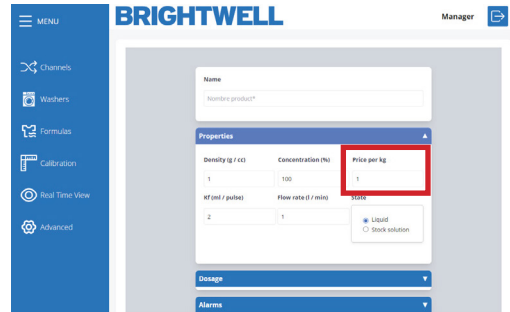 MENU
BRIGHTWELL
Manager
Channels
Washers
Formulas
Calibration
Real Time View
Advanced
Name
Nombre product*
Properties
Density (g / cc) Concentration (%) Price per kg
1 100 1
Kf (ml / pulse) Flow rate (l / min) State
2 1
Liquid
Stock solution
Dosage
Alarms